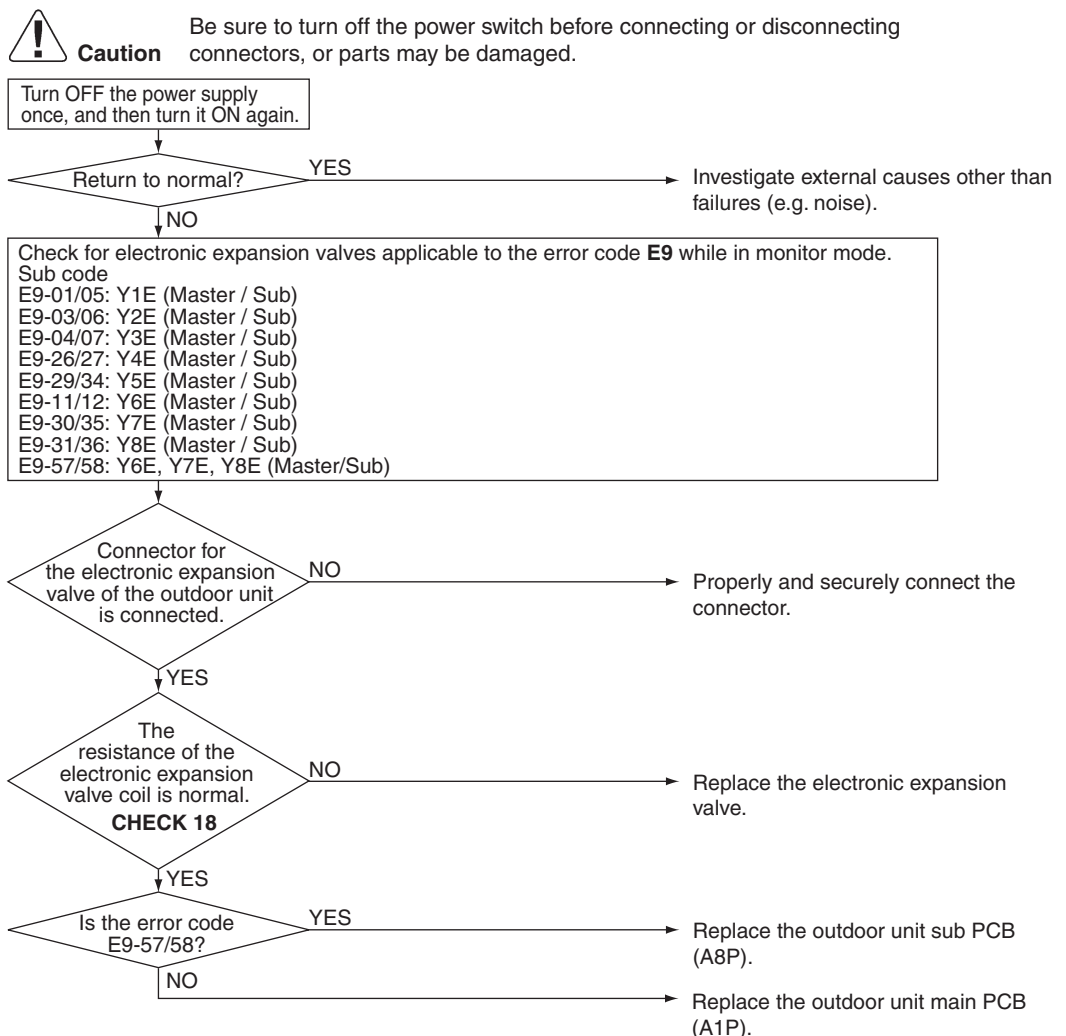 Caution
Be sure to turn off the power switch before connecting or disconnecting
connectors, or parts may be damaged.
Turn OFF the power supply
once, and then turn it ON again.
Return to normal?
YES
Investigate external causes other than
failures (e.g. noise).
NO
Check for electronic expansion valves applicable to the error code E9 while in monitor mode.
Sub code
E9-01/05: Y1E (Master / Sub)
E9-03/06: Y2E (Master / Sub)
E9-04/07: Y3E (Master / Sub)
E9-26/27: Y4E (Master / Sub)
E9-29/34: Y5E (Master / Sub)
E9-11/12: Y6E (Master / Sub)
E9-30/35: Y7E (Master / Sub)
E9-31/36: Y8E (Master / Sub)
E9-57/58: Y6E, Y7E, Y8E (Master/Sub)
Connector for
the electronic expansion
valve of the outdoor unit
is connected.
NO
Properly and securely connect the
connector.
YES
The
resistance of the
electronic expansion
valve coil is normal.
CHECK 18
NO
Replace the electronic expansion
valve.
YES
Is the error code
E9-57/58?
YES
Replace the outdoor unit sub PCB
(A8P).
NO
Replace the outdoor unit main PCB
(A1P).